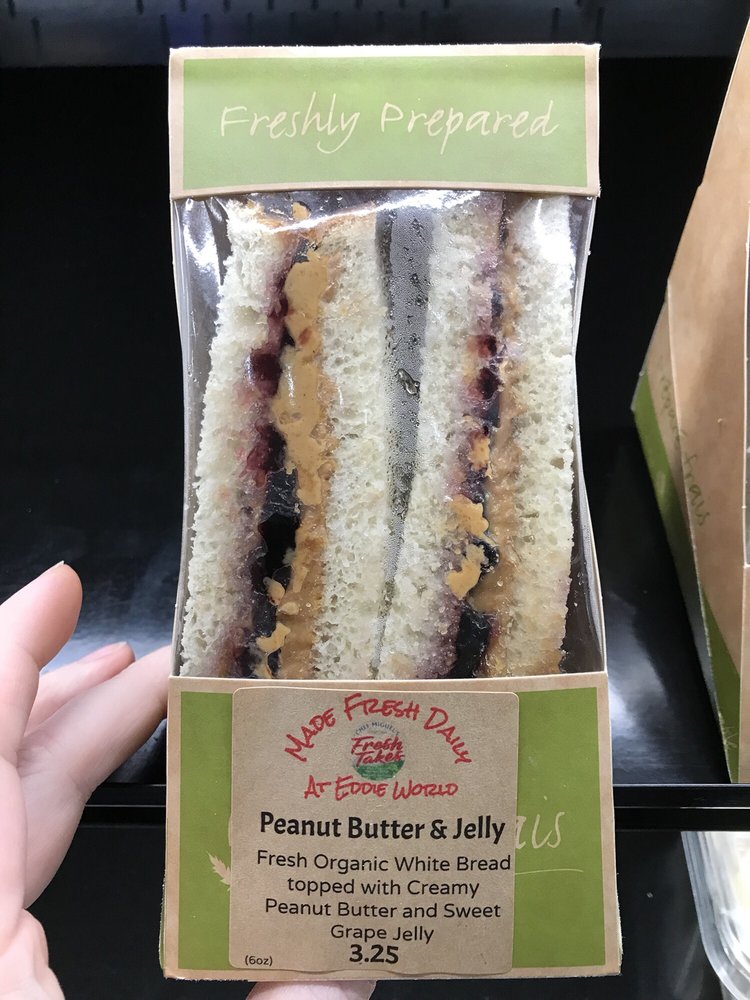 Freshly Prepared
MADE FRESH DAILY
CHEF MIGUEL'S
Fresh
Takes
AT EDDIE WORLD
Peanut Butter & Jelly
Fresh Organic White Bread
topped with Creamy
Peanut Butter and Sweet
Grape Jelly
(6oz)
3.25